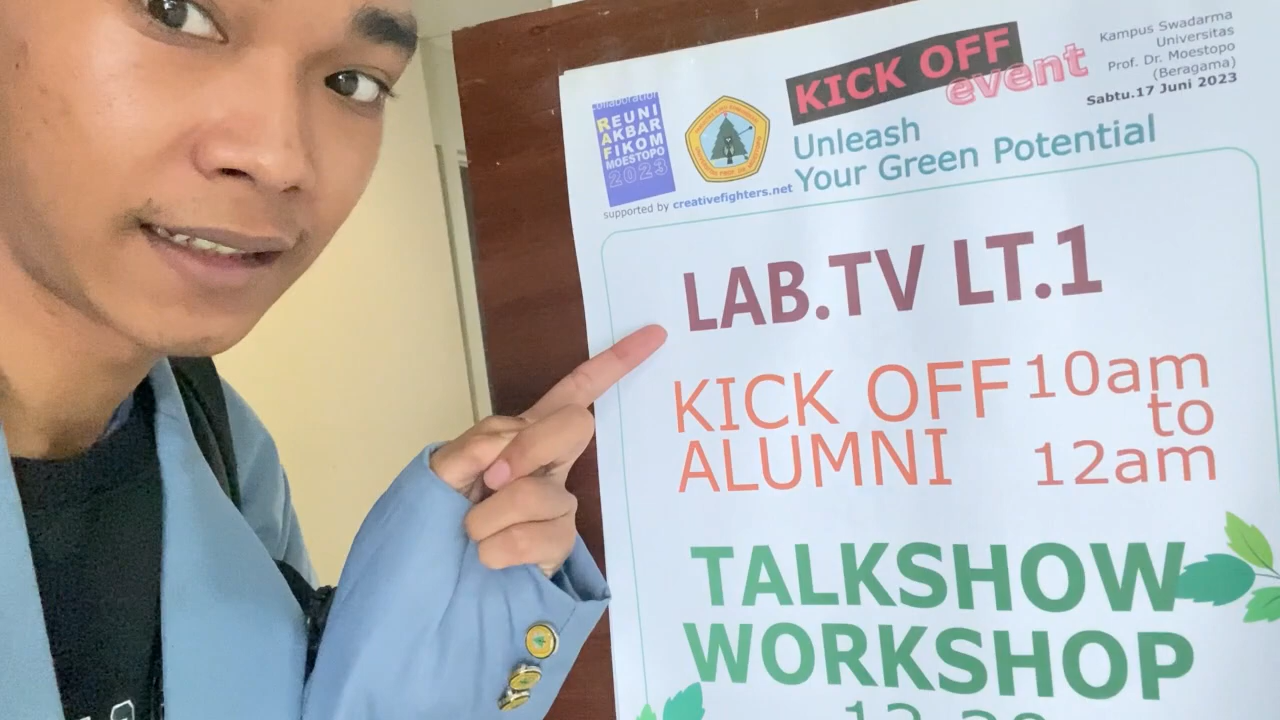 collaboration
REUNI
AKBAR
FIKOM
MOESTOPO
2023
supported by creativefighters.net
KICK OFF
event
Unleash
Your Green Potential
Kampus Swadarma
Universitas
Prof. Dr. Moestopo
(Beragama)
Sabtu.17 Juni 2023
LAB.TV LT.1
KICK OFF 10am
to
ALUMNI 12am
TALKSHOW
WORKSHOP